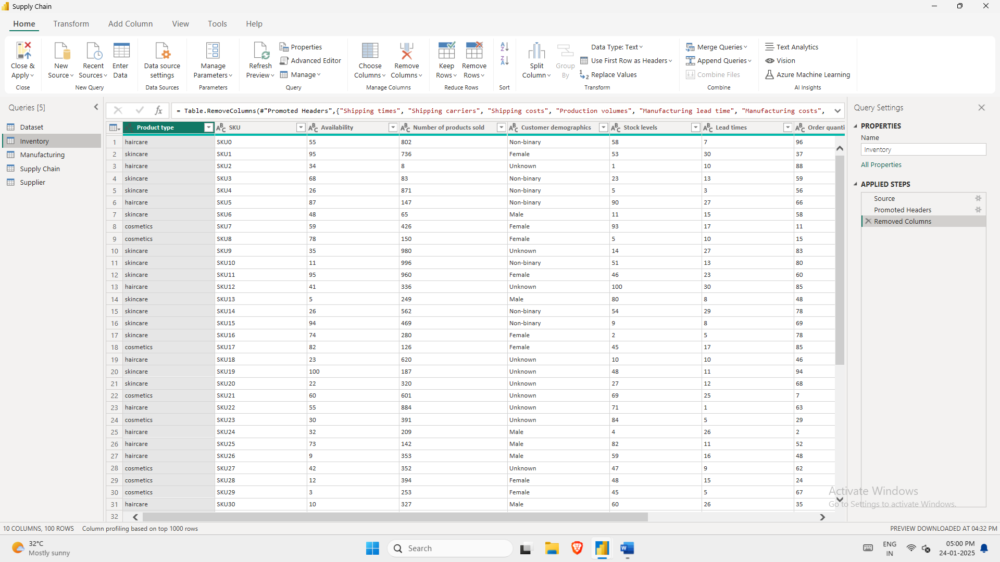 Supply Chain
Home Transform Add Column View Tools Help
Close & Apply
New Source
Recent Sources
Enter Data
Data source settings
Manage Parameters
Refresh Preview
Properties
Advanced Editor
Manage
Choose Columns
Remove Columns
Keep Rows
Remove Rows
Split Column
Group By
Data Type: Text
Use First Row as Headers
Replace Values
Merge Queries
Append Queries
Combine Files
Text Analytics
Vision
Azure Machine Learning
Close New Query Data Sources Parameters Query Manage Columns Reduce Rows Sort Transform Combine AI Insights
Queries [5]
Dataset
Inventory
Manufacturing
Supply Chain
Supplier
= Table.RemoveColumns(#"Promoted Headers",{"Shipping times", "Shipping carriers", "Shipping costs", "Production volumes", "Manufacturing lead time", "Manufacturing costs",
Product type SKU Availability Number of products sold Customer demographics Stock levels Lead times Order quanti
1 haircare SKU0 55 802 Non-binary 58 7 96
2 skincare SKU1 95 736 Female 53 30 37
3 haircare SKU2 34 8 Unknown 1 10 88
4 skincare SKU3 68 83 Non-binary 23 13 59
5 skincare SKU4 26 871 Non-binary 5 3 56
6 haircare SKU5 87 147 Non-binary 90 27 66
7 skincare SKU6 48 65 Male 11 15 58
8 cosmetics SKU7 59 426 Female 93 17 11
9 cosmetics SKU8 78 150 Female 5 10 15
10 skincare SKU9 35 980 Unknown 14 27 83
11 skincare SKU10 11 996 Non-binary 51 13 80
12 skincare SKU11 95 960 Female 46 23 60
13 haircare SKU12 41 336 Unknown 100 30 85
14 skincare SKU13 5 249 Male 80 8 48
15 skincare SKU14 26 562 Non-binary 54 29 78
16 skincare SKU15 94 469 Non-binary 9 8 69
17 skincare SKU16 74 280 Female 2 5 78
18 cosmetics SKU17 82 126 Female 45 17 85
19 haircare SKU18 23 620 Unknown 10 10 46
20 skincare SKU19 100 187 Unknown 48 11 94
21 skincare SKU20 22 320 Unknown 27 12 68
22 cosmetics SKU21 60 601 Unknown 69 25 7
23 haircare SKU22 55 884 Unknown 71 1 63
24 cosmetics SKU23 30 391 Unknown 84 5 29
25 haircare SKU24 32 209 Male 4 26 2
26 haircare SKU25 73 142 Male 82 11 52
27 haircare SKU26 9 353 Male 59 16 48
28 cosmetics SKU27 42 352 Unknown 47 9 62
29 cosmetics SKU28 12 394 Female 48 15 24
30 cosmetics SKU29 3 253 Female 45 5 67
31 haircare SKU30 10 327 Male 60 26 35
32
Query Settings
PROPERTIES
Name
Inventory
All Properties
APPLIED STEPS
Source
Promoted Headers
Removed Columns
Activate Windows
Go to Settings to activate Windows.
10 COLUMNS, 100 ROWS Column profiling based on top 1000 rows PREVIEW DOWNLOADED AT 04:32 PM
32°C
Mostly sunny
Search
ENG
IN
05:00 PM
24-01-2025